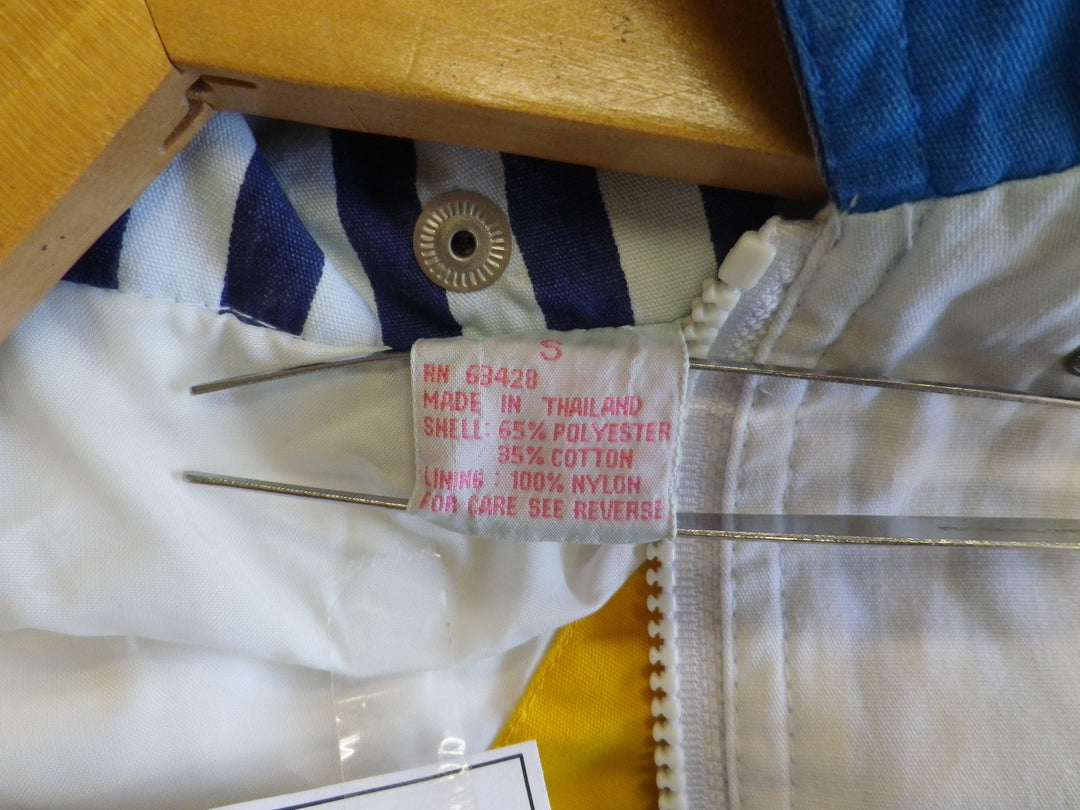 S
RN 63428
MADE IN THAILAND
SHELL: 65% POLYESTER
35% COTTON
LINING : 100% NYLON
FOR CARE SEE REVERSE